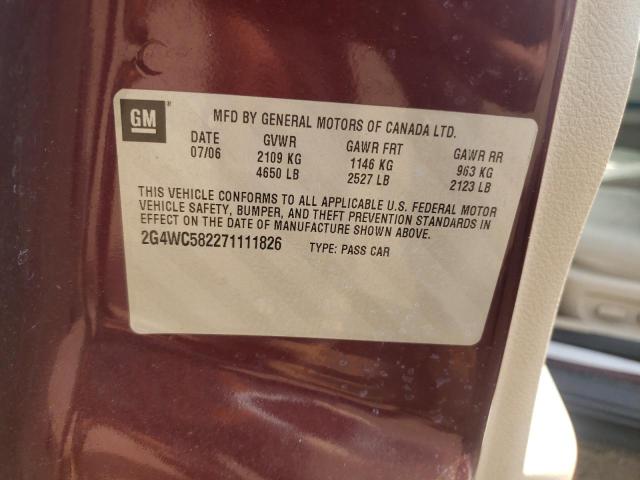 GM
MFD BY GENERAL MOTORS OF CANADA LTD.
DATE GVWR GAWR FRT GAWR RR
07/06 2109 KG 1146 KG 963 KG
4650 LB 2527 LB 2123 LB
THIS VEHICLE CONFORMS TO ALL APPLICABLE U.S. FEDERAL MOTOR
VEHICLE SAFETY, BUMPER, AND THEFT PREVENTION STANDARDS IN
EFFECT ON THE DATE OF MANUFACTURE SHOWN ABOVE.
2G4WC582271111826 TYPE: PASS CAR